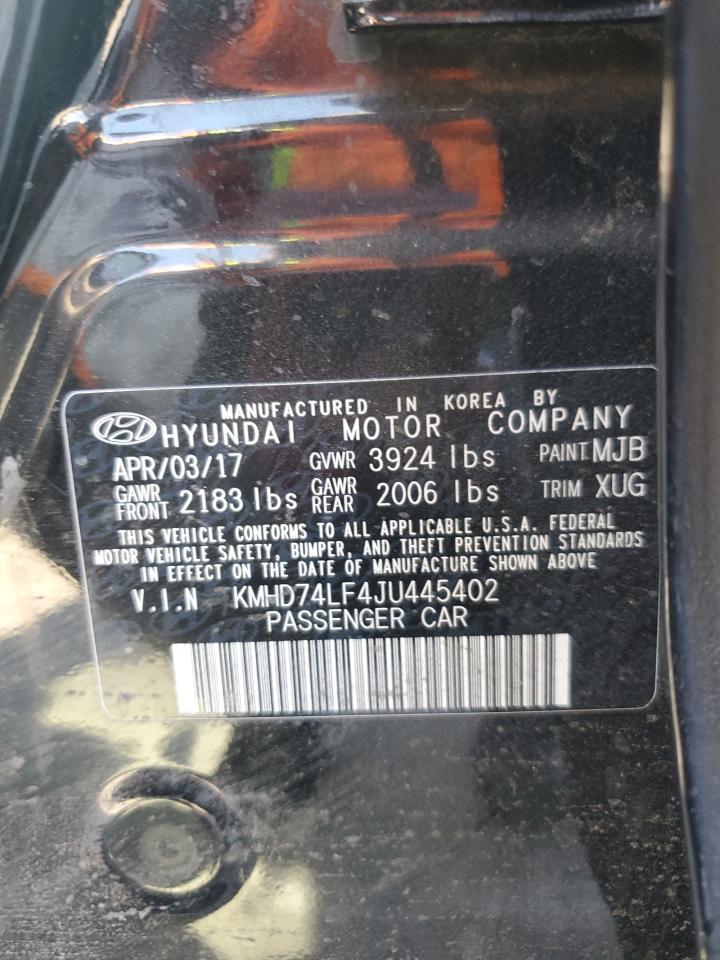 MANUFACTURED IN KOREA BY
HYUNDAI MOTOR COMPANY
APR/03/17 GVWR 3924 lbs PAINT MJB
GAWR FRONT 2183 lbs GAWR REAR 2006 lbs TRIM XUG
THIS VEHICLE CONFORMS TO ALL APPLICABLE U.S.A. FEDERAL
MOTOR VEHICLE SAFETY, BUMPER, AND THEFT PREVENTION STANDARDS
IN EFFECT ON THE DATE OF MANUFACTURE SHOWN ABOVE
V.I.N KMHD74LF4JU445402
PASSENGER CAR